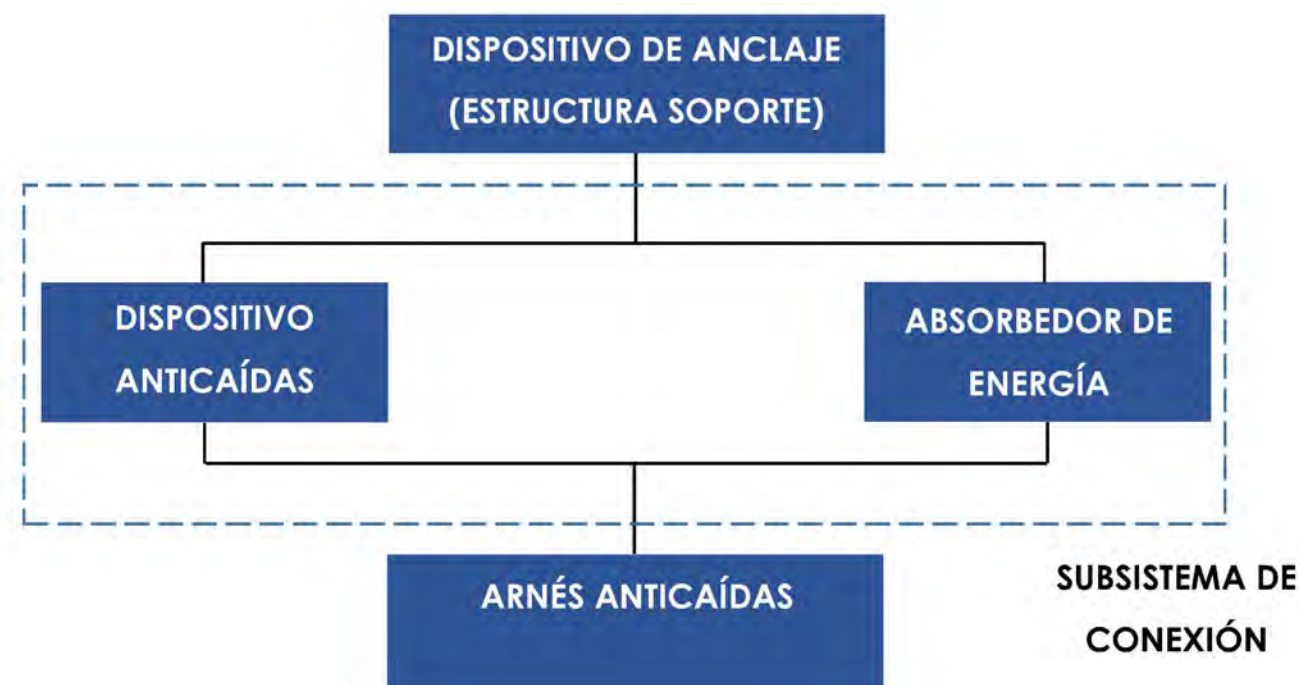 DISPOSITIVO DE ANCLAJE
(ESTRUCTURA SOPORTE)
DISPOSITIVO
ANTICAÍDAS
ABSORBEDOR DE
ENERGÍA
ARNÉS ANTICAÍDAS
SUBSISTEMA DE
CONEXIÓN